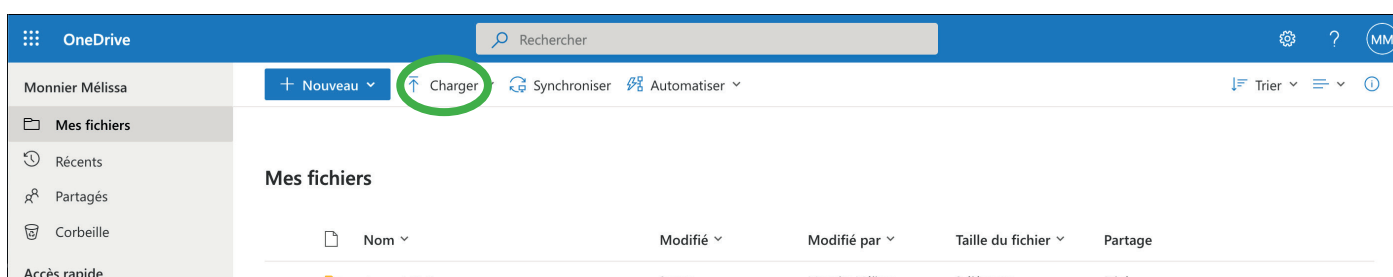 OneDrive
Rechercher
?
MM
Monnier Mélissa
+ Nouveau
Charger
Synchroniser
Automatiser
Trier
Mes fichiers
Récents
Partagés
Corbeille
Accès rapide
Mes fichiers
Nom
Modifié
Modifié par
Taille du fichier
Partage